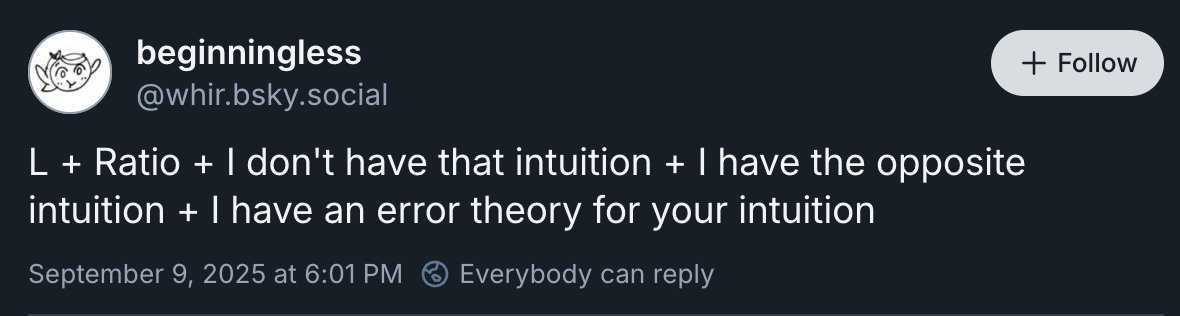 beginningless
+ Follow
@whir.bsky.social
L + Ratio + I don't have that intuition + I have the opposite
intuition + I have an error theory for your intuition
September 9, 2025 at 6:01 PM Everybody can reply